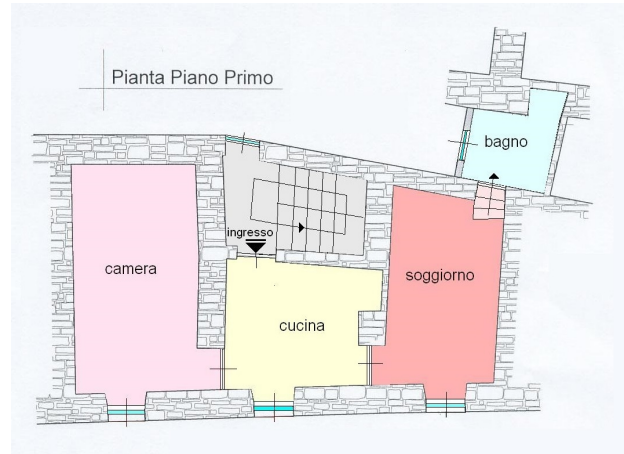 Pianta Piano Primo
bagno
ingresso
camera
soggiorno
cucina